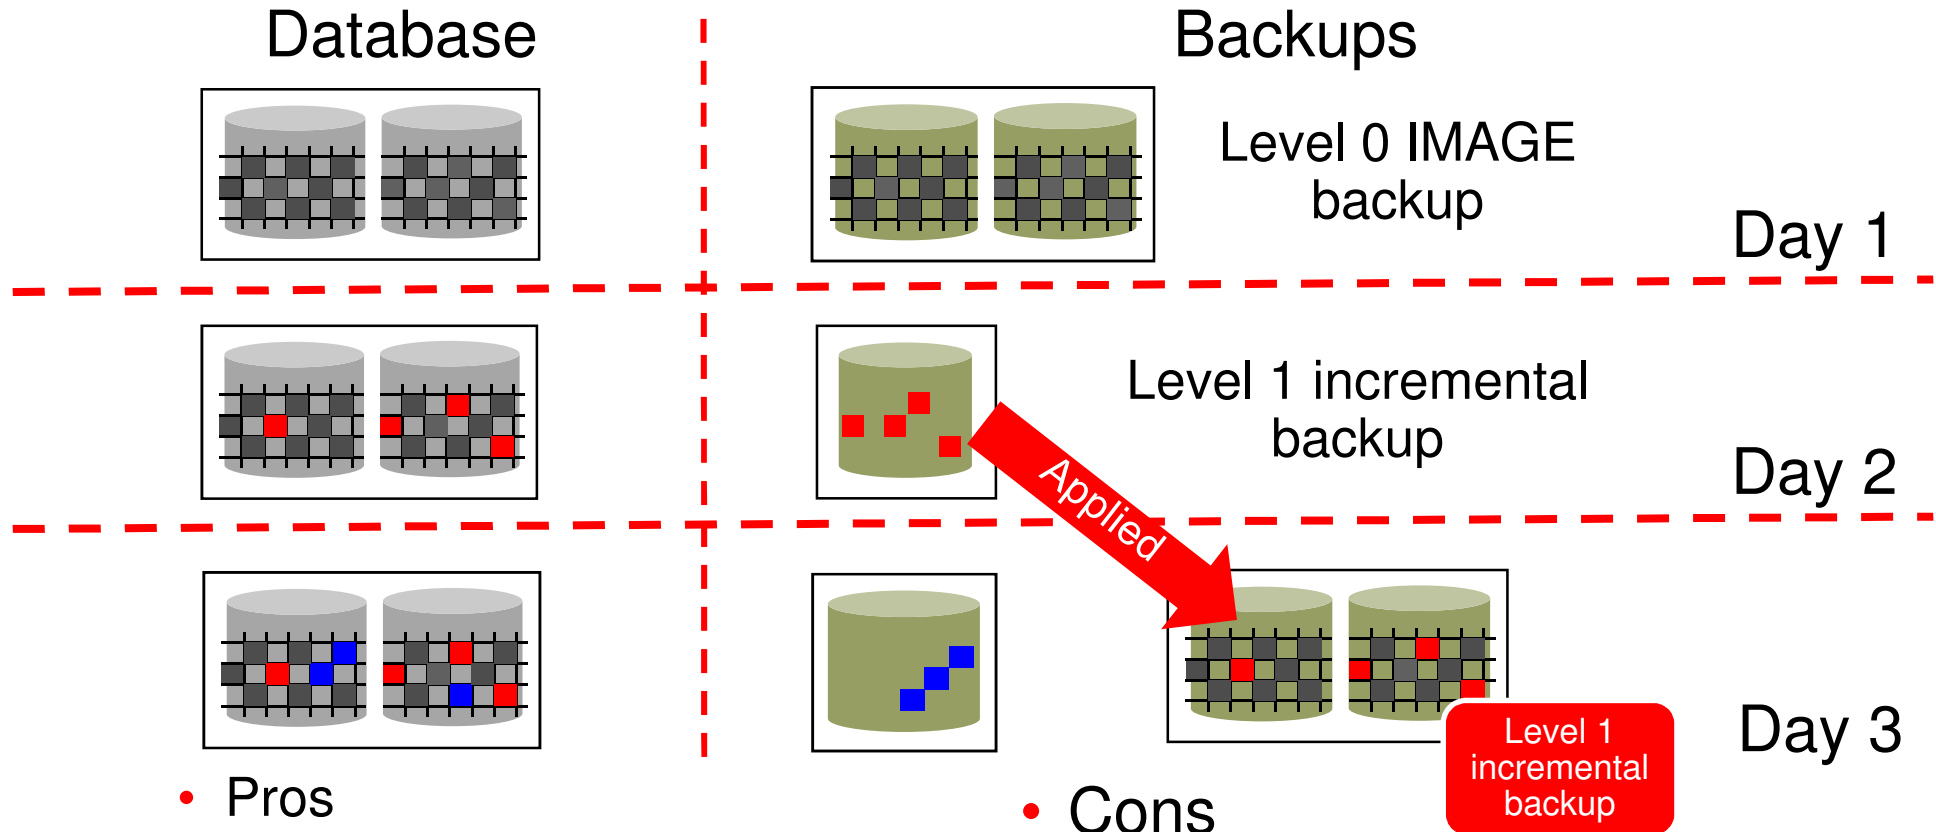 Database
Backups
Level 0 IMAGE
backup
Day 1
Level 1 incremental
backup
Day 2
Applied
Level 1
incremental
backup
Day 3
• Pros
• Cons